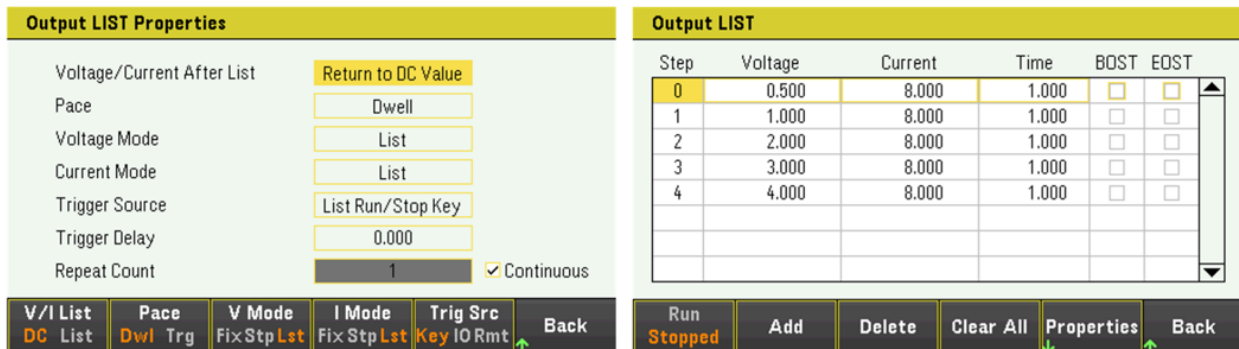 Output LIST Properties
Voltage/Current After List Return to DC Value
Pace Dwell
Voltage Mode List
Current Mode List
Trigger Source List Run/Stop Key
Trigger Delay 0.000
Repeat Count 1 Continuous
V/I List Pace V Mode I Mode Trig Src Back
DC List Dwl Trg Fix Stp Lst Fix Stp Lst Key IO Rmt
Output LIST
Step Voltage Current Time BOST EOST
0 0.500 8.000 1.000
1 1.000 8.000 1.000
2 2.000 8.000 1.000
3 3.000 8.000 1.000
4 4.000 8.000 1.000
Run Add Delete Clear All Properties Back
Stopped